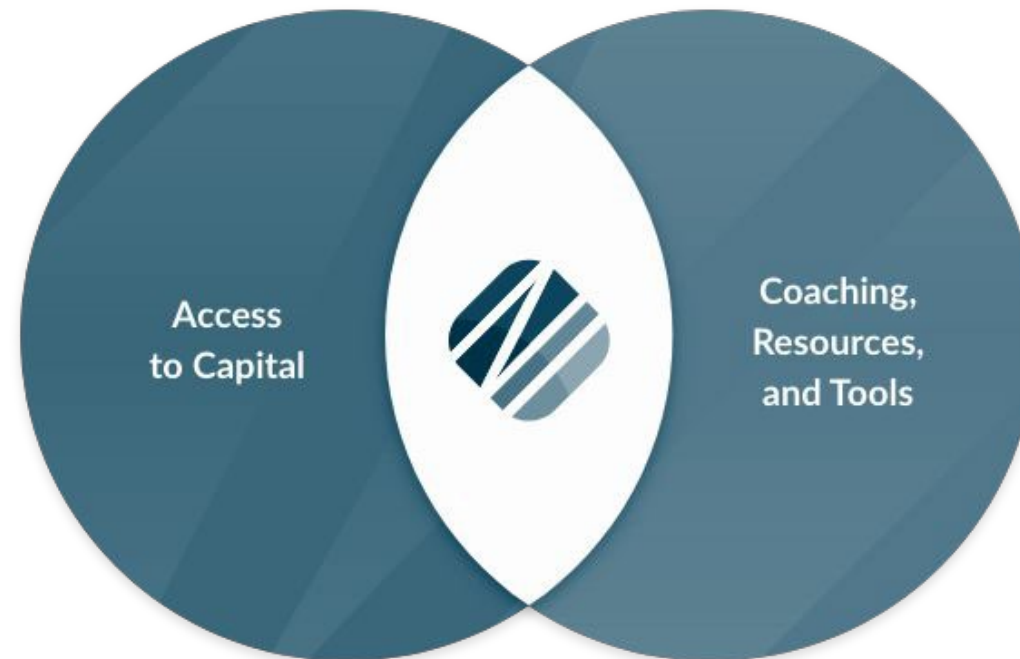 Access
to Capital
Coaching,
Resources,
and Tools